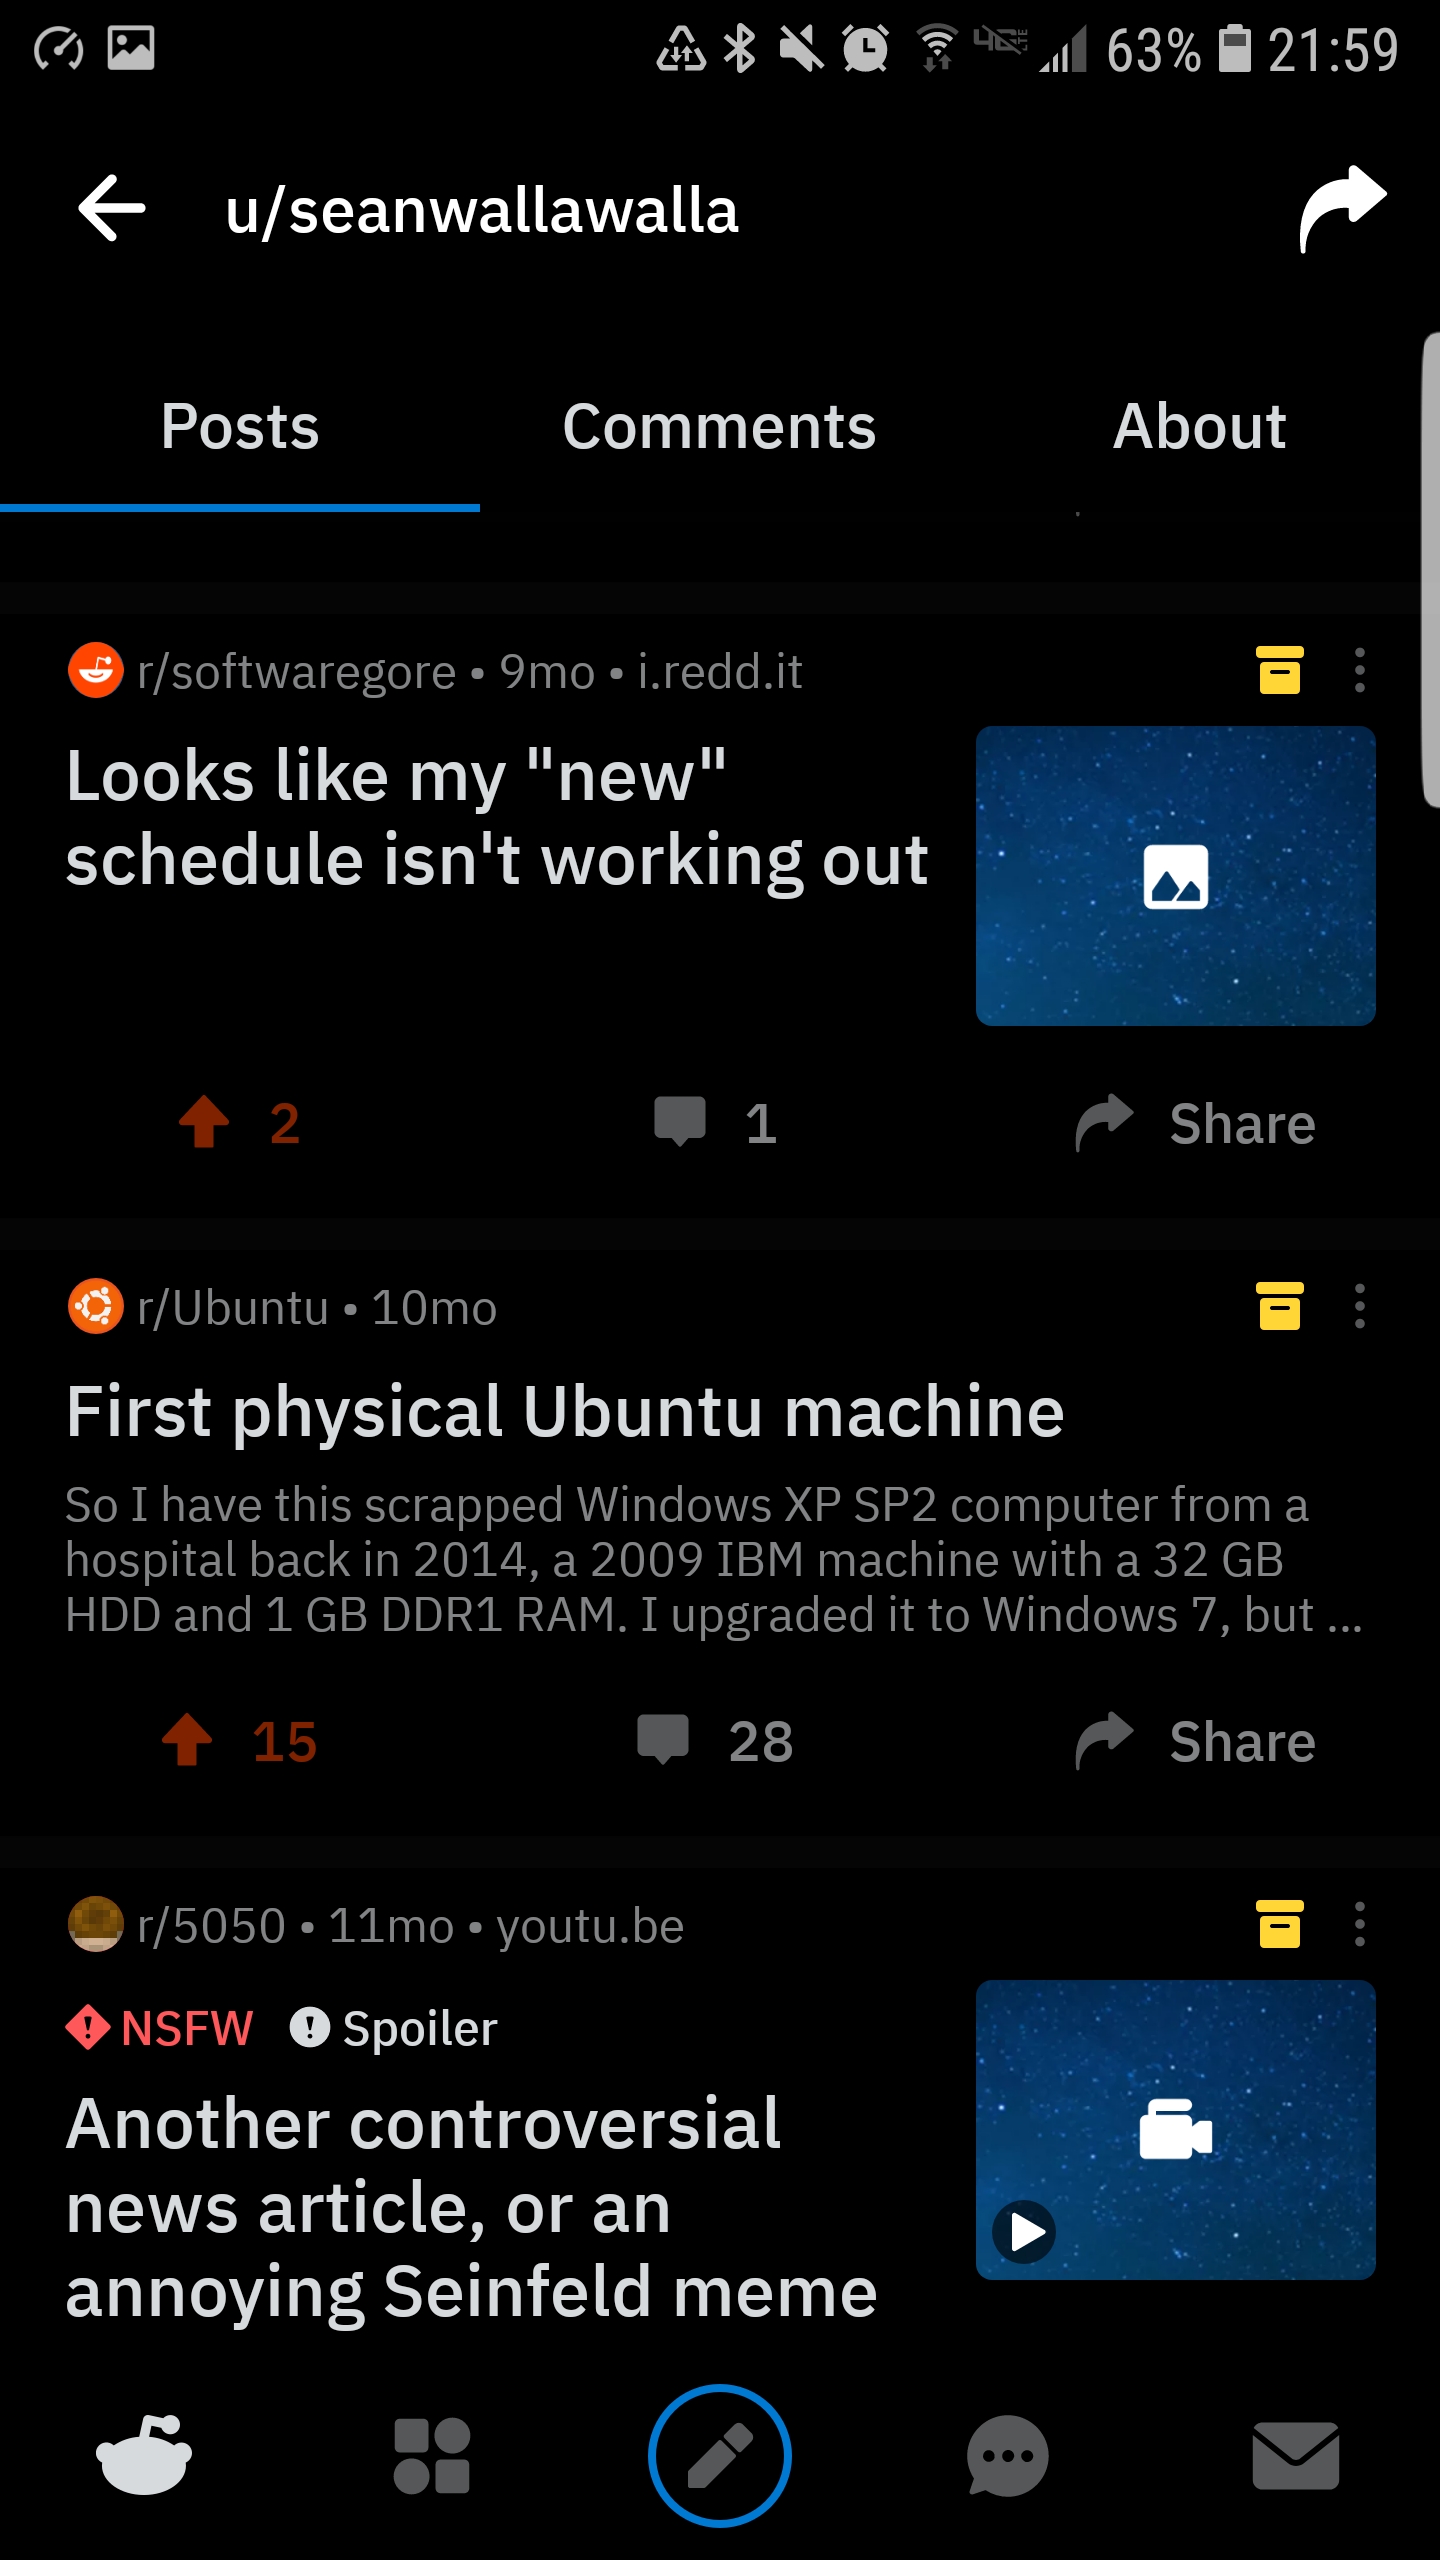 63% 21:59
u/seanwallawalla
Posts Comments About
r/softwaregore • 9mo • i.redd.it
Looks like my "new"
schedule isn't working out
2 1 Share
r/Ubuntu • 10mo
First physical Ubuntu machine
So I have this scrapped Windows XP SP2 computer from a
hospital back in 2014, a 2009 IBM machine with a 32 GB
HDD and 1 GB DDR1 RAM. I upgraded it to Windows 7, but ...
15 28 Share
r/5050 • 11mo • youtu.be
NSFW Spoiler
Another controversial
news article, or an
annoying Seinfeld meme